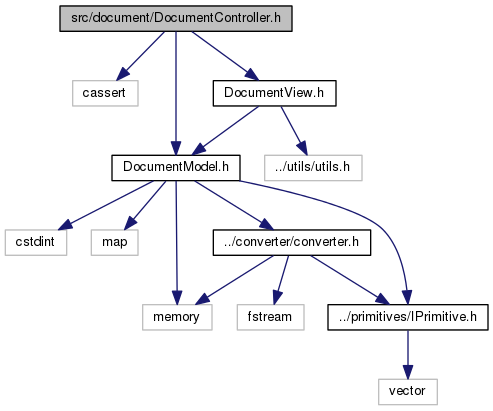 src/document/DocumentController.h
cassert
DocumentView.h
DocumentModel.h
../utils/utils.h
cstdint
map
../converter/converter.h
memory
fstream
../primitives/IPrimitive.h
vector